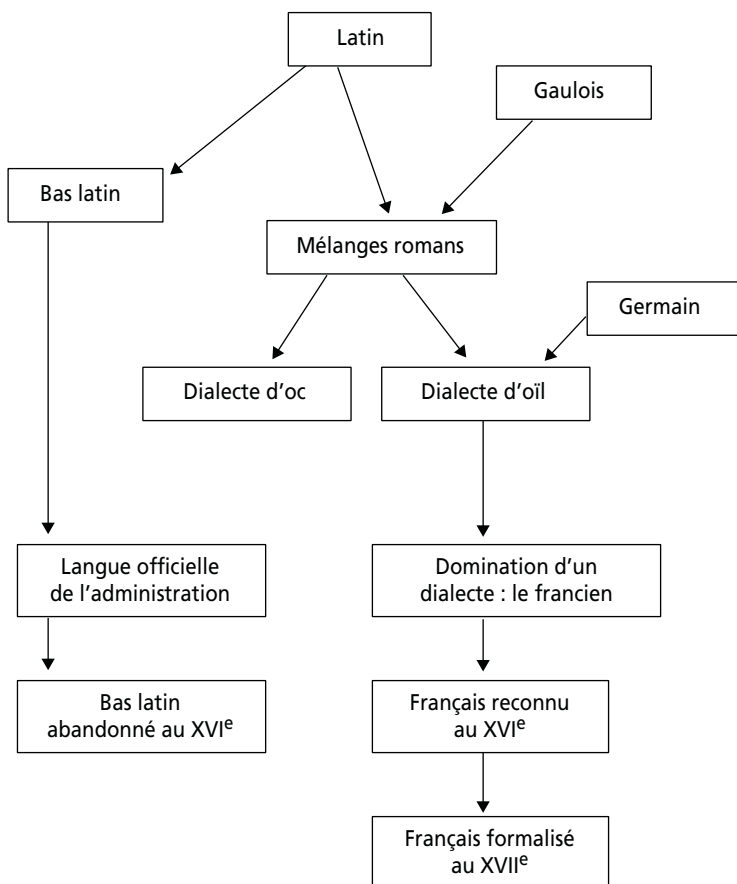 Latin
Gaulois
Bas latin
Mélanges romans
Germain
Dialecte d’oc
Dialecte d’oïl
Langue officielle
de l’administration
Domination d’un
dialecte : le francien
Bas latin
abandonné au XVIe
Français reconnu
au XVIe
Français formalisé
au XVIIe